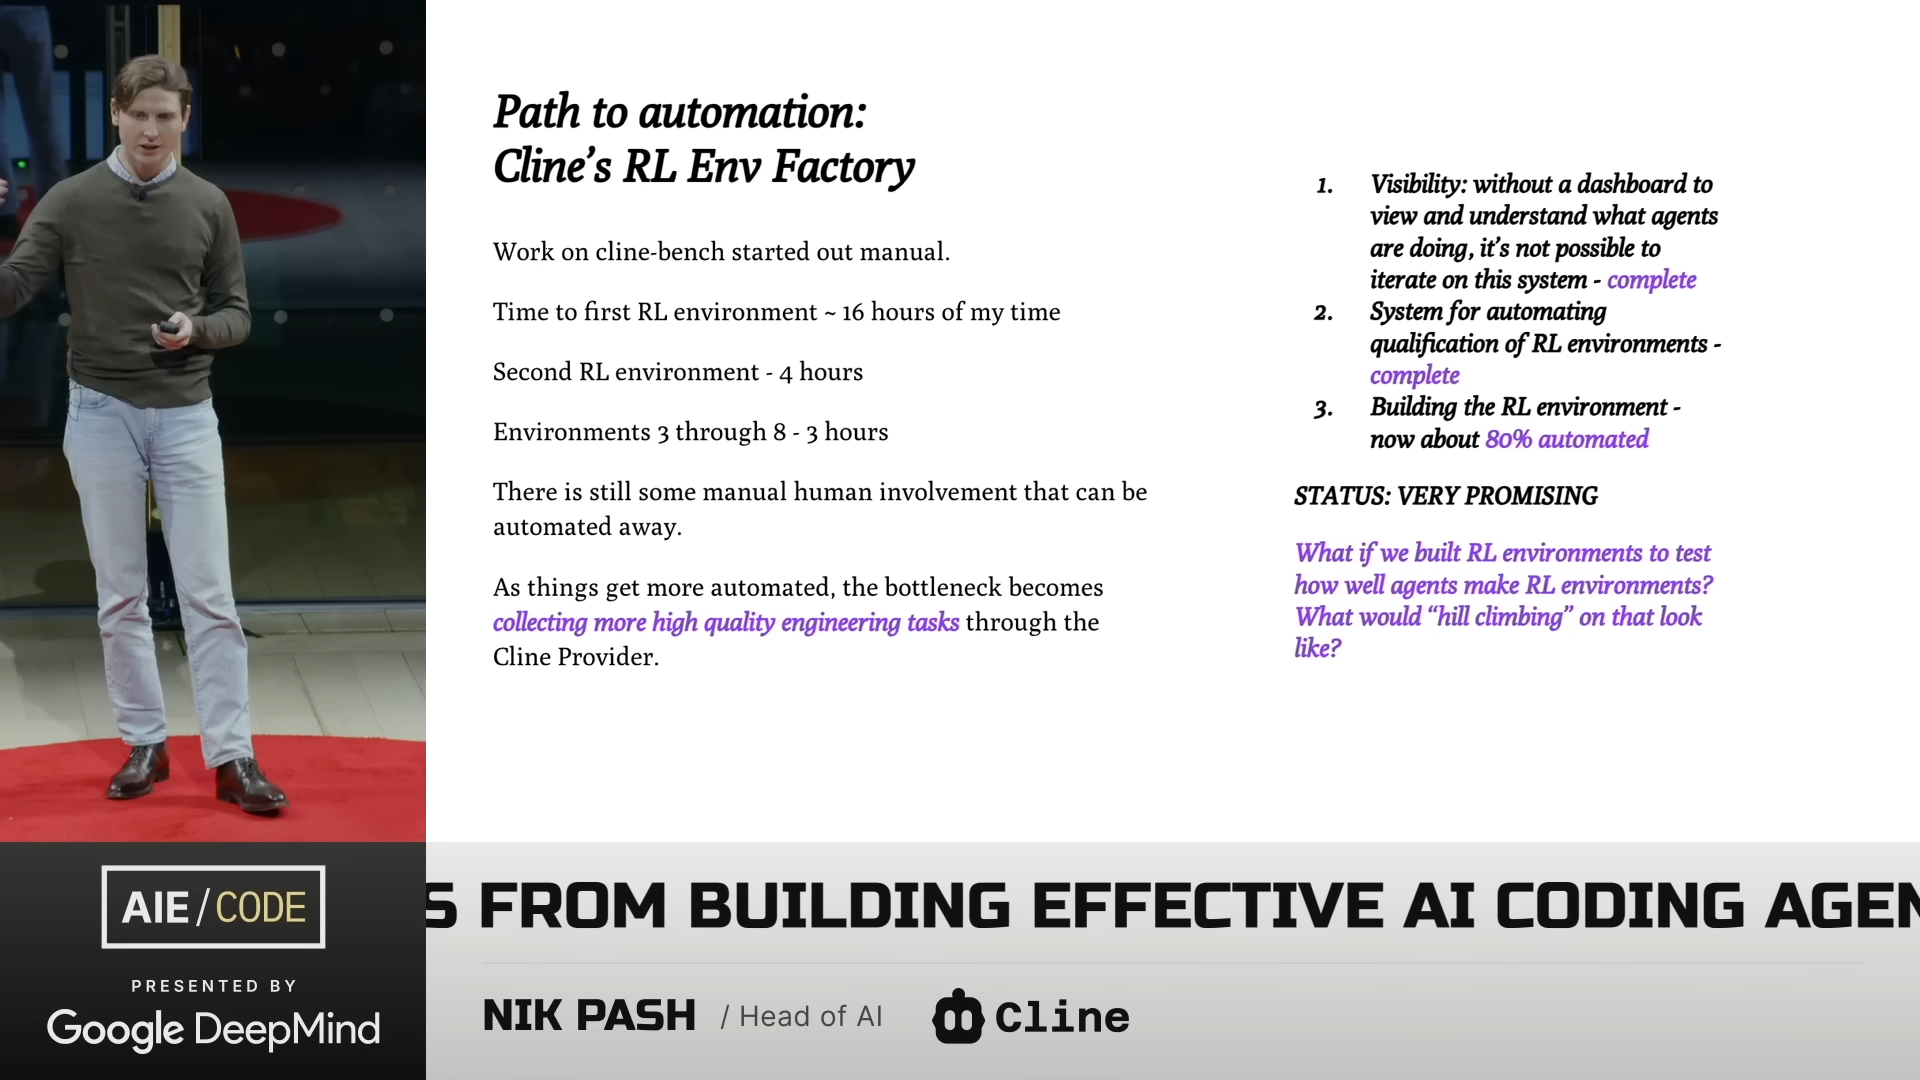 Path to automation:
Cline’s RL Env Factory
Work on cline-bench started out manual.
Time to first RL environment ~ 16 hours of my time
Second RL environment - 4 hours
Environments 3 through 8 - 3 hours
There is still some manual human involvement that can be
automated away.
As things get more automated, the bottleneck becomes
collecting more high quality engineering tasks through the
Cline Provider.
1. Visibility: without a dashboard to
view and understand what agents
are doing, it’s not possible to
iterate on this system - complete
2. System for automating
qualification of RL environments -
complete
3. Building the RL environment -
now about 80% automated
STATUS: VERY PROMISING
What if we built RL environments to test
how well agents make RL environments?
What would “hill climbing” on that look
like?
AIE/CODE
PRESENTED BY
Google DeepMind
S FROM BUILDING EFFECTIVE AI CODING AGEN
NIK PASH / Head of AI Cline